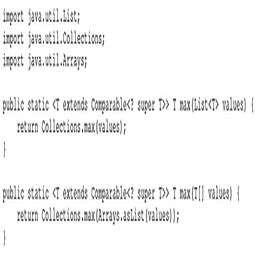 import java.util.List;
import java.util.Collections;
import java.util.Arrays;
public static <T extends Comparable<? super T>> T max(List<T> values) {
return Collections.max(values);
}
public static <T extends Comparable<? super T>> T max(T[] values) {
return Collections.max(Arrays.asList(values));
}